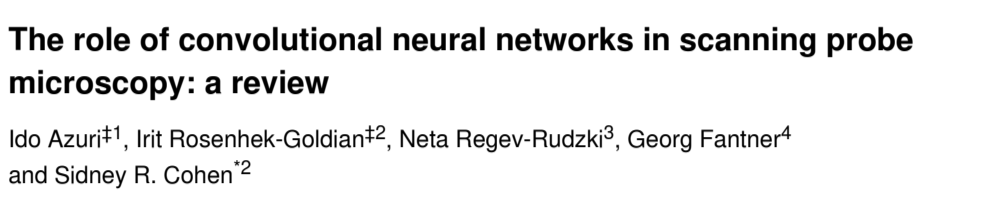 The role of convolutional neural networks in scanning probe
microscopy: a review
Ido Azuri‡1, Irit Rosenhek-Goldian‡2, Neta Regev-Rudzki3, Georg Fantner4
and Sidney R. Cohen*2